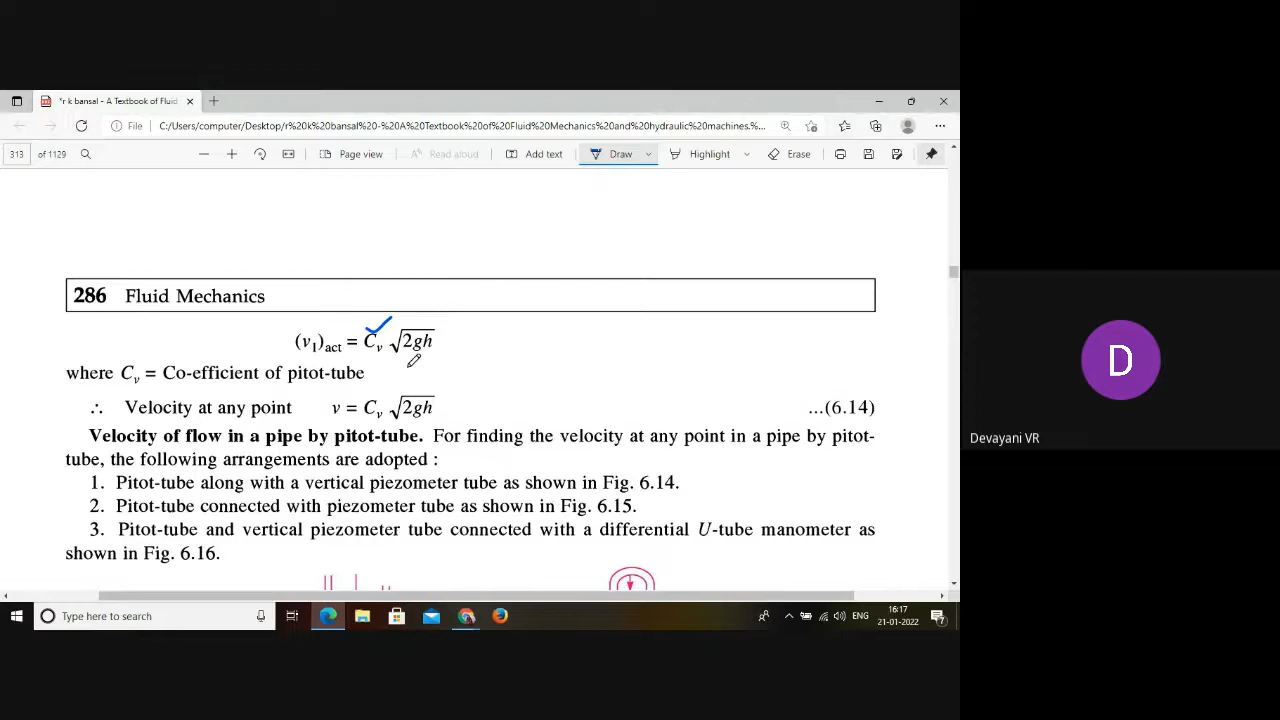 *r k bansal - A Textbook of Fluid
File
C:/Users/computer/Desktop/r%20k%20bansal%20-%20A%20Textbook%20of%20Fluid%20Mechanics%20and%20hydraulic%20machines.%...
313 of 1129
Page view
Read aloud
Add text
Draw
Highlight
Erase
286 Fluid Mechanics
(v₁)act = Cᵥ √2gh
where Cᵥ = Co-efficient of pitot-tube
∴ Velocity at any point v = Cᵥ √2gh ...(6.14)
Velocity of flow in a pipe by pitot-tube. For finding the velocity at any point in a pipe by pitot-
tube, the following arrangements are adopted :
1. Pitot-tube along with a vertical piezometer tube as shown in Fig. 6.14.
2. Pitot-tube connected with piezometer tube as shown in Fig. 6.15.
3. Pitot-tube and vertical piezometer tube connected with a differential U-tube manometer as
shown in Fig. 6.16.
D
Devayani VR
Type here to search
ENG
16:17
21-01-2022
7